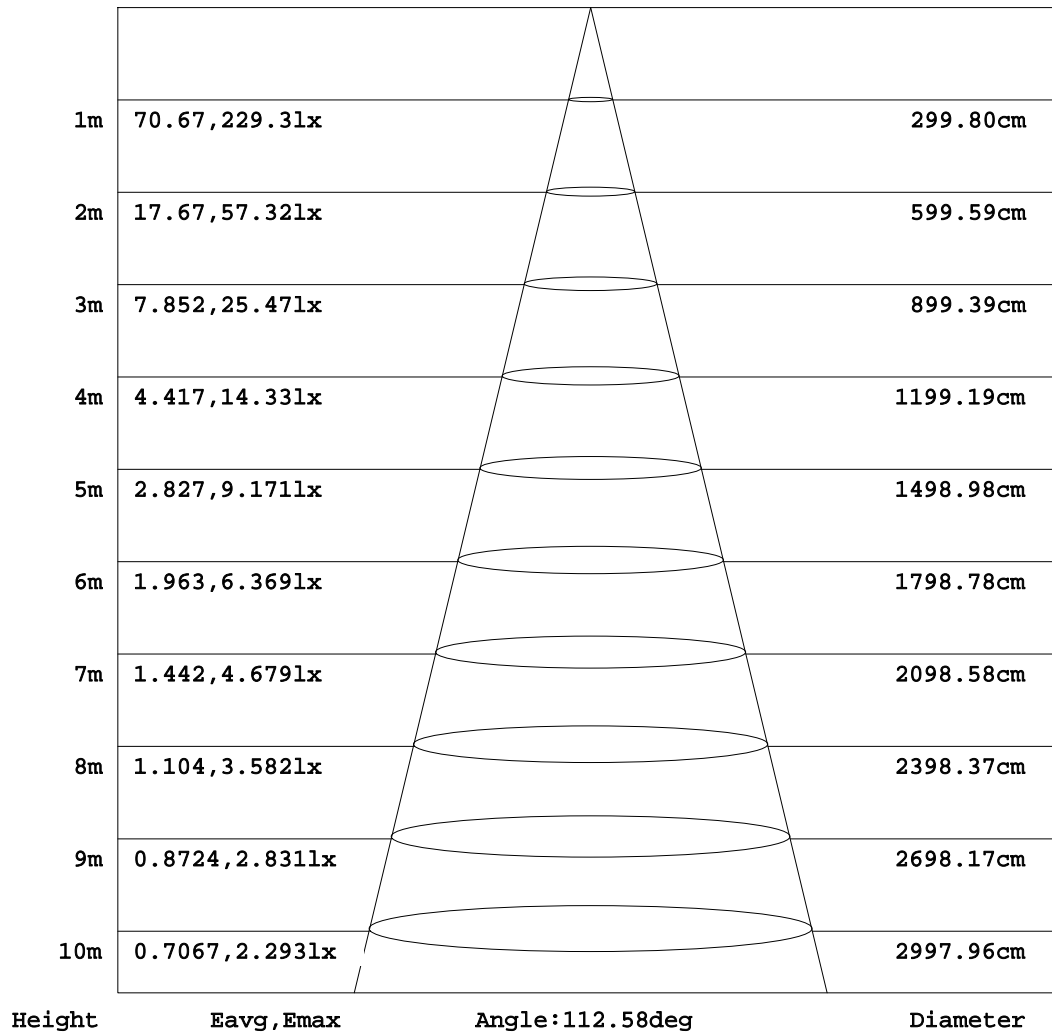 1m 70.67,229.3lx 299.80cm
2m 17.67,57.32lx 599.59cm
3m 7.852,25.47lx 899.39cm
4m 4.417,14.33lx 1199.19cm
5m 2.827,9.171lx 1498.98cm
6m 1.963,6.369lx 1798.78cm
7m 1.442,4.679lx 2098.58cm
8m 1.104,3.582lx 2398.37cm
9m 0.8724,2.831lx 2698.17cm
10m 0.7067,2.293lx 2997.96cm
Height Eavg,Emax Angle:112.58deg Diameter